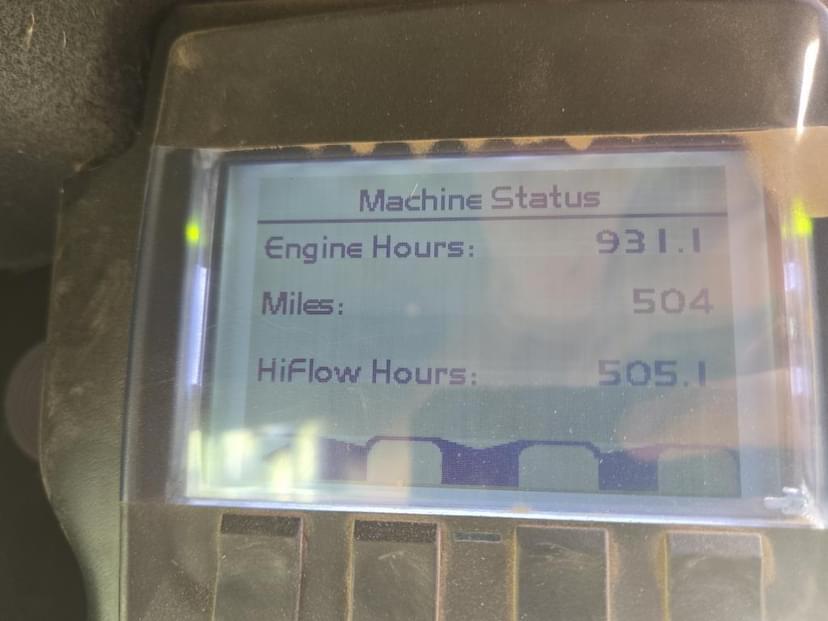 Machine Status
Engine Hours: 931.1
Miles: 504
HiFlow Hours: 505.1